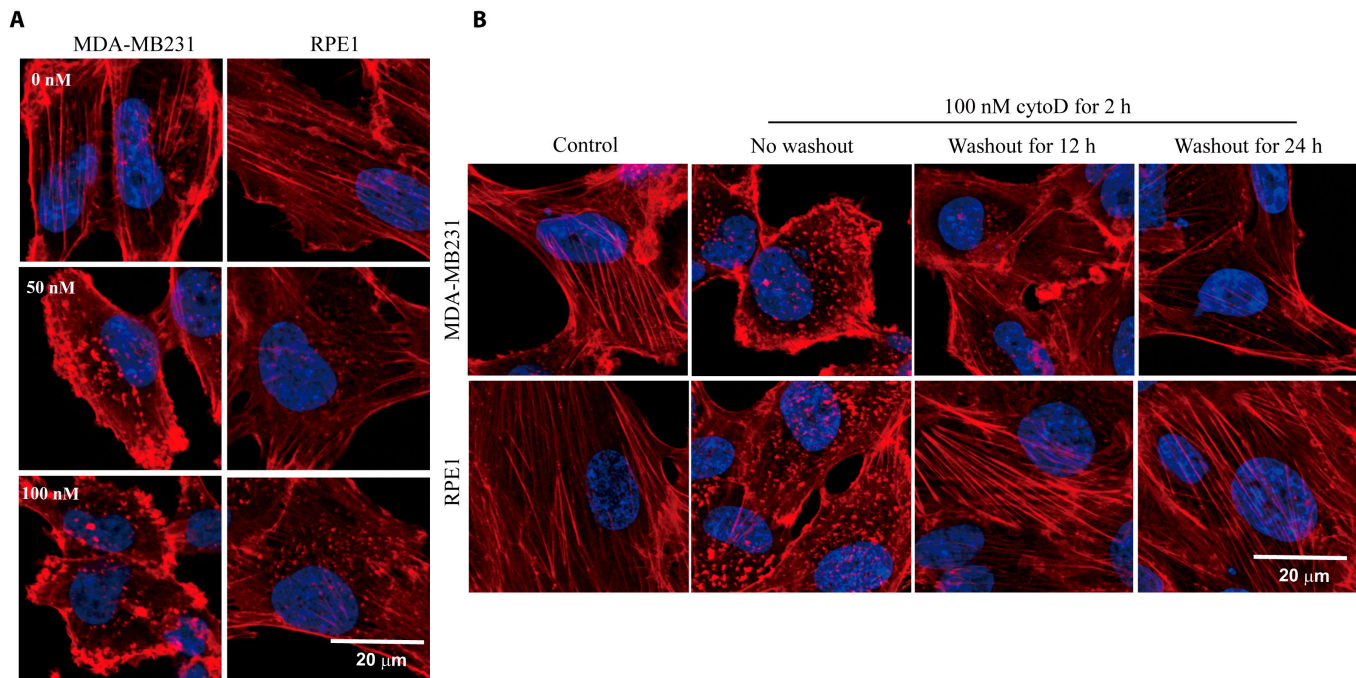 A
MDA-MB231 RPE1
0 nM
50 nM
100 nM
20 μm
B
100 nM cytoD for 2 h
Control No washout Washout for 12 h Washout for 24 h
MDA-MB231
RPE1
20 μm